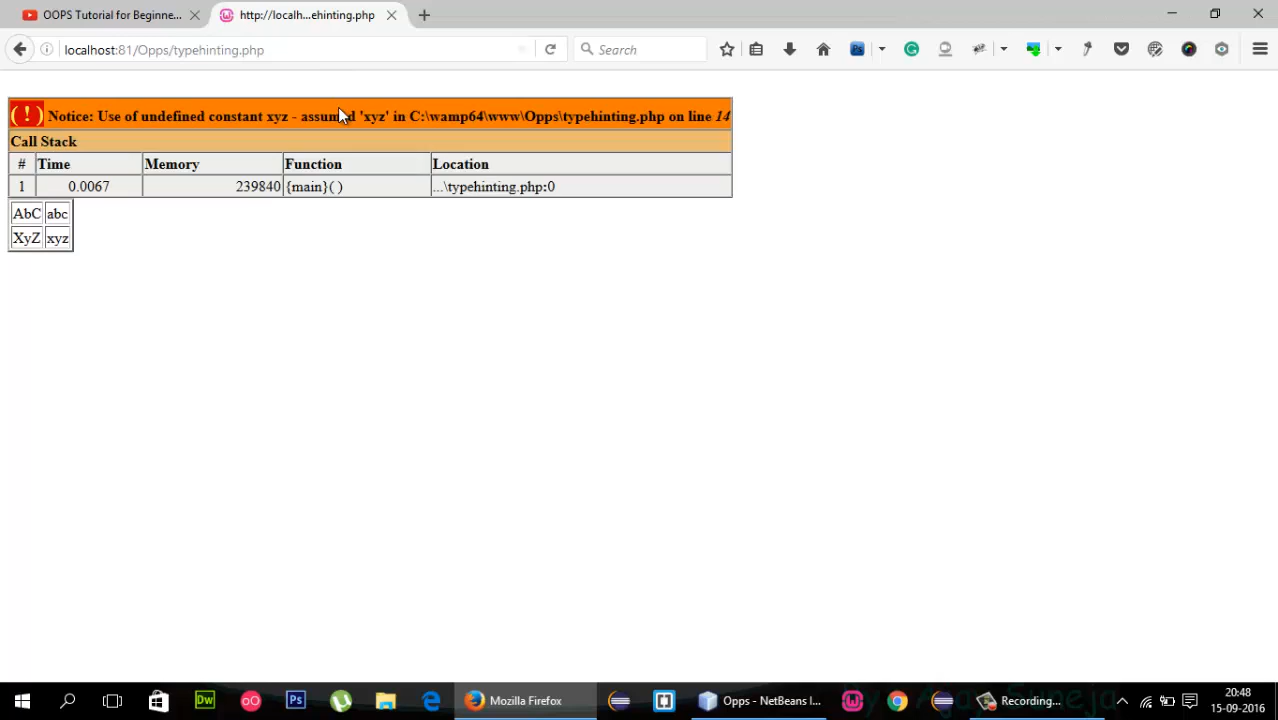 OOPS Tutorial for Beginne...
http://localh...ehinting.php
localhost:81/Opps/typehinting.php
Search
( ! ) Notice: Use of undefined constant xyz - assumed 'xyz' in C:\wamp64\www\Opps\typehinting.php on line 14
Call Stack
# Time Memory Function Location
1 0.0067 239840 {main}( ) ...\typehinting.php:0
AbC abc
XyZ xyz
Mozilla Firefox
Opps - NetBeans I...
Recording...
20:48
15-09-2016